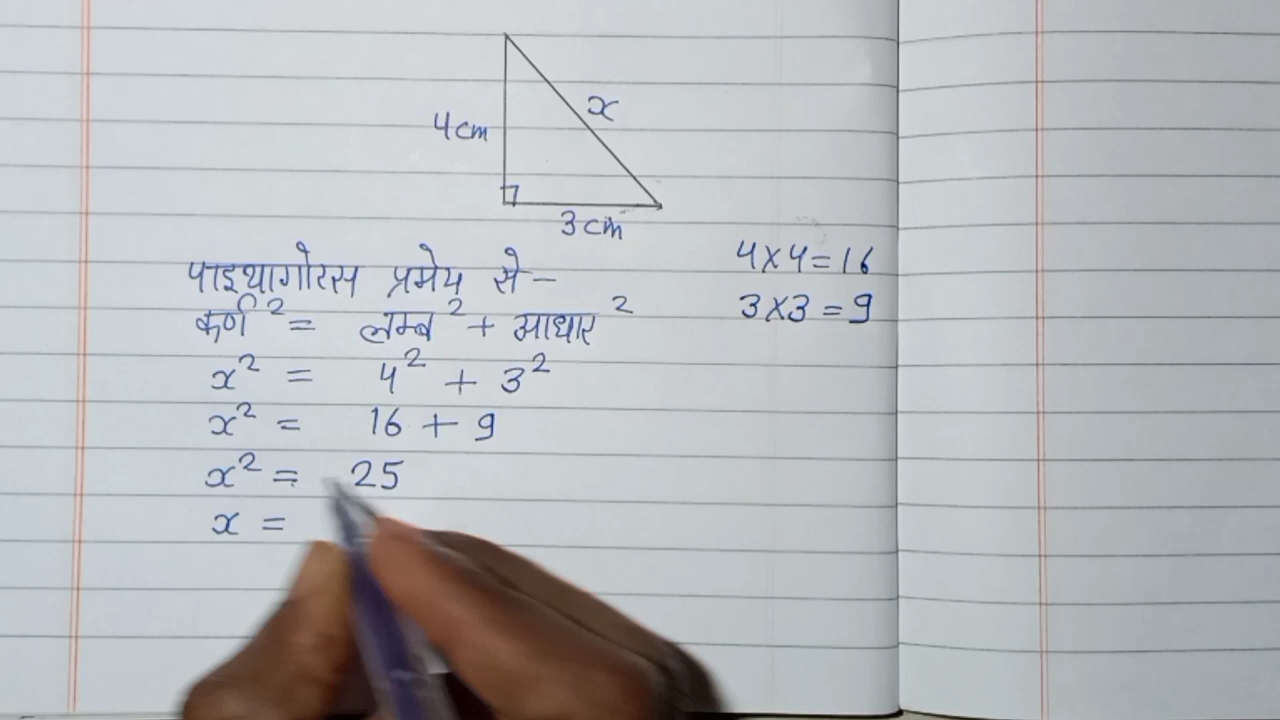 x
4cm
3cm
पाइथागोरस प्रमेय से –
कर्ण² = लम्ब² + आधार²
x² = 4² + 3²
x² = 16 + 9
x² = 25
x =
4×4=16
3×3=9